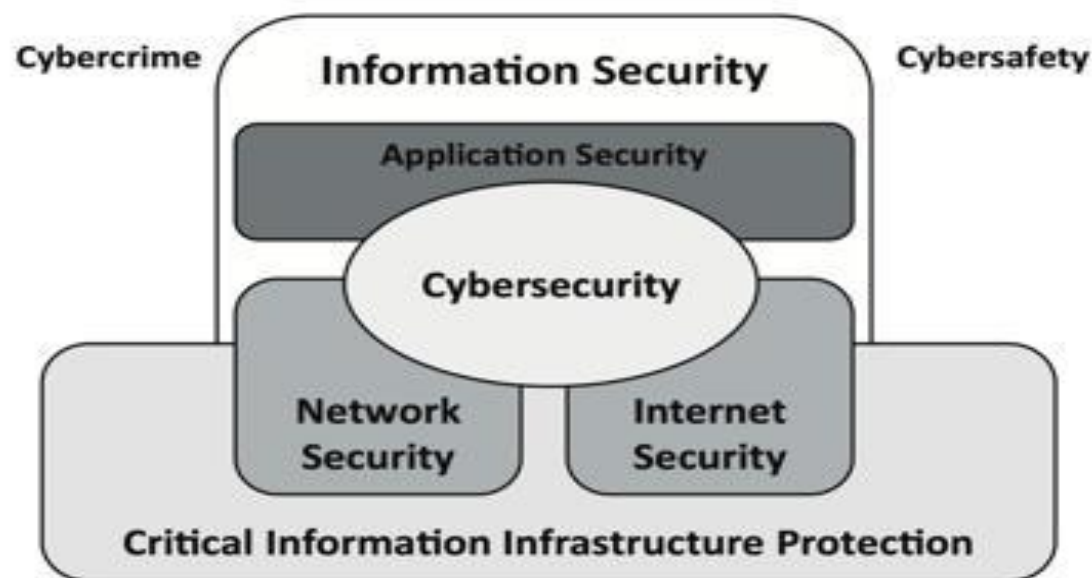 Cybercrime
Information Security
Cybersafety
Application Security
Cybersecurity
Network
Security
Internet
Security
Critical Information Infrastructure Protection